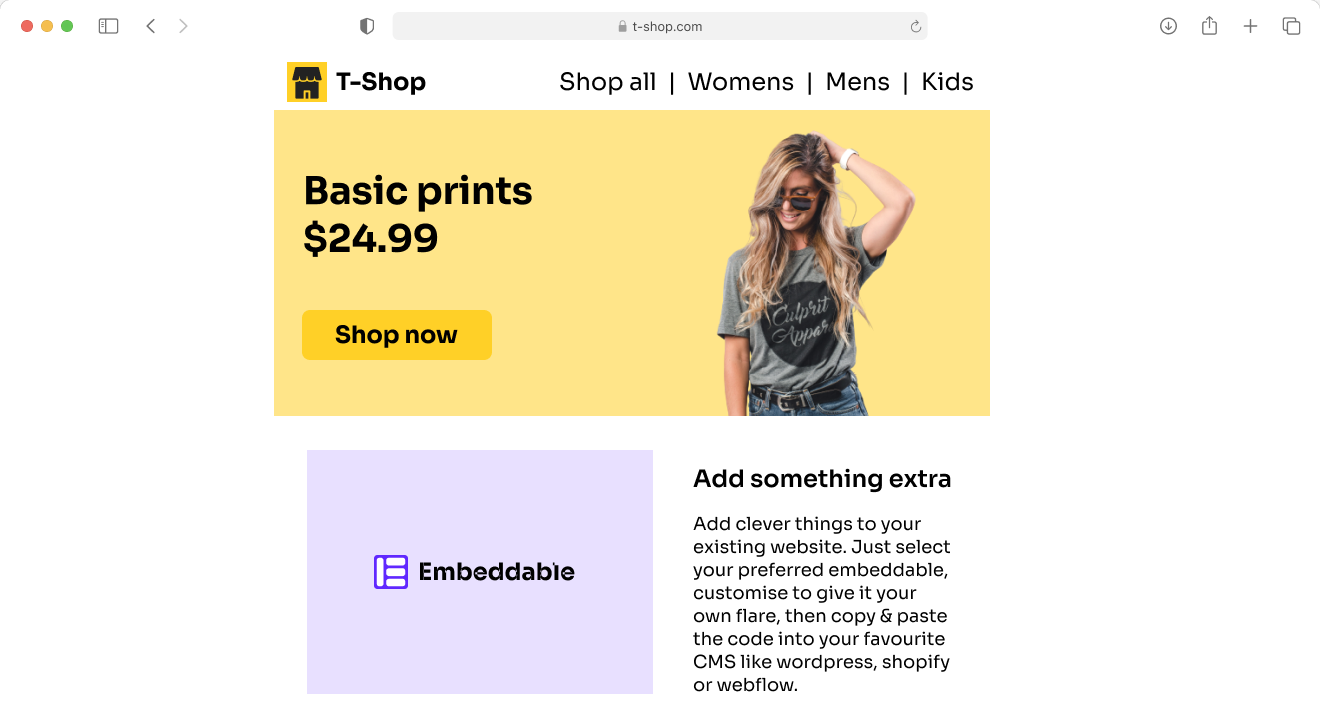 t-shop.com
T-Shop
Shop all | Womens | Mens | Kids
Basic prints
$24.99
Shop now
Culprit
Appar
Embeddable
Add something extra
Add clever things to your
existing website. Just select
your preferred embeddable,
customise to give it your
own flare, then copy & paste
the code into your favourite
CMS like wordpress, shopify
or webflow.